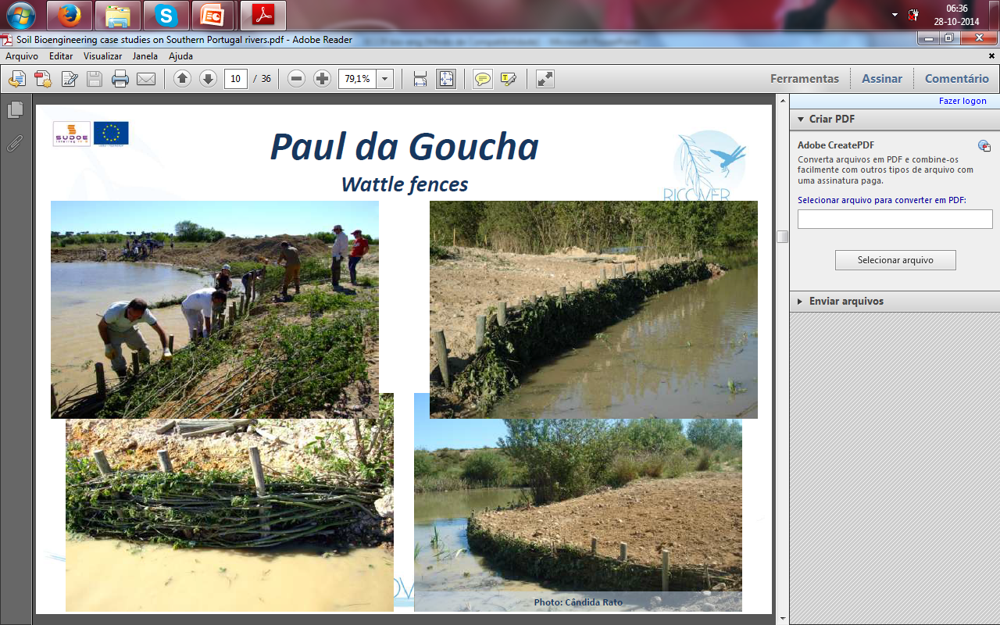 06:36
28-10-2014
Soil Bioengineering case studies on Southern Portugal rivers.pdf - Adobe Reader
Arquivo Editar Visualizar Janela Ajuda
10 / 36 79,1% Ferramentas Assinar Comentário
Fazer logon
Criar PDF
Adobe CreatePDF
Converta arquivos em PDF e combine-os
facilmente com outros tipos de arquivo com
uma assinatura paga.
Selecionar arquivo para converter em PDF:
Selecionar arquivo
Enviar arquivos
SUDOE
Paul da Goucha
Wattle fences
RICOVER
Photo: Cândida Rato